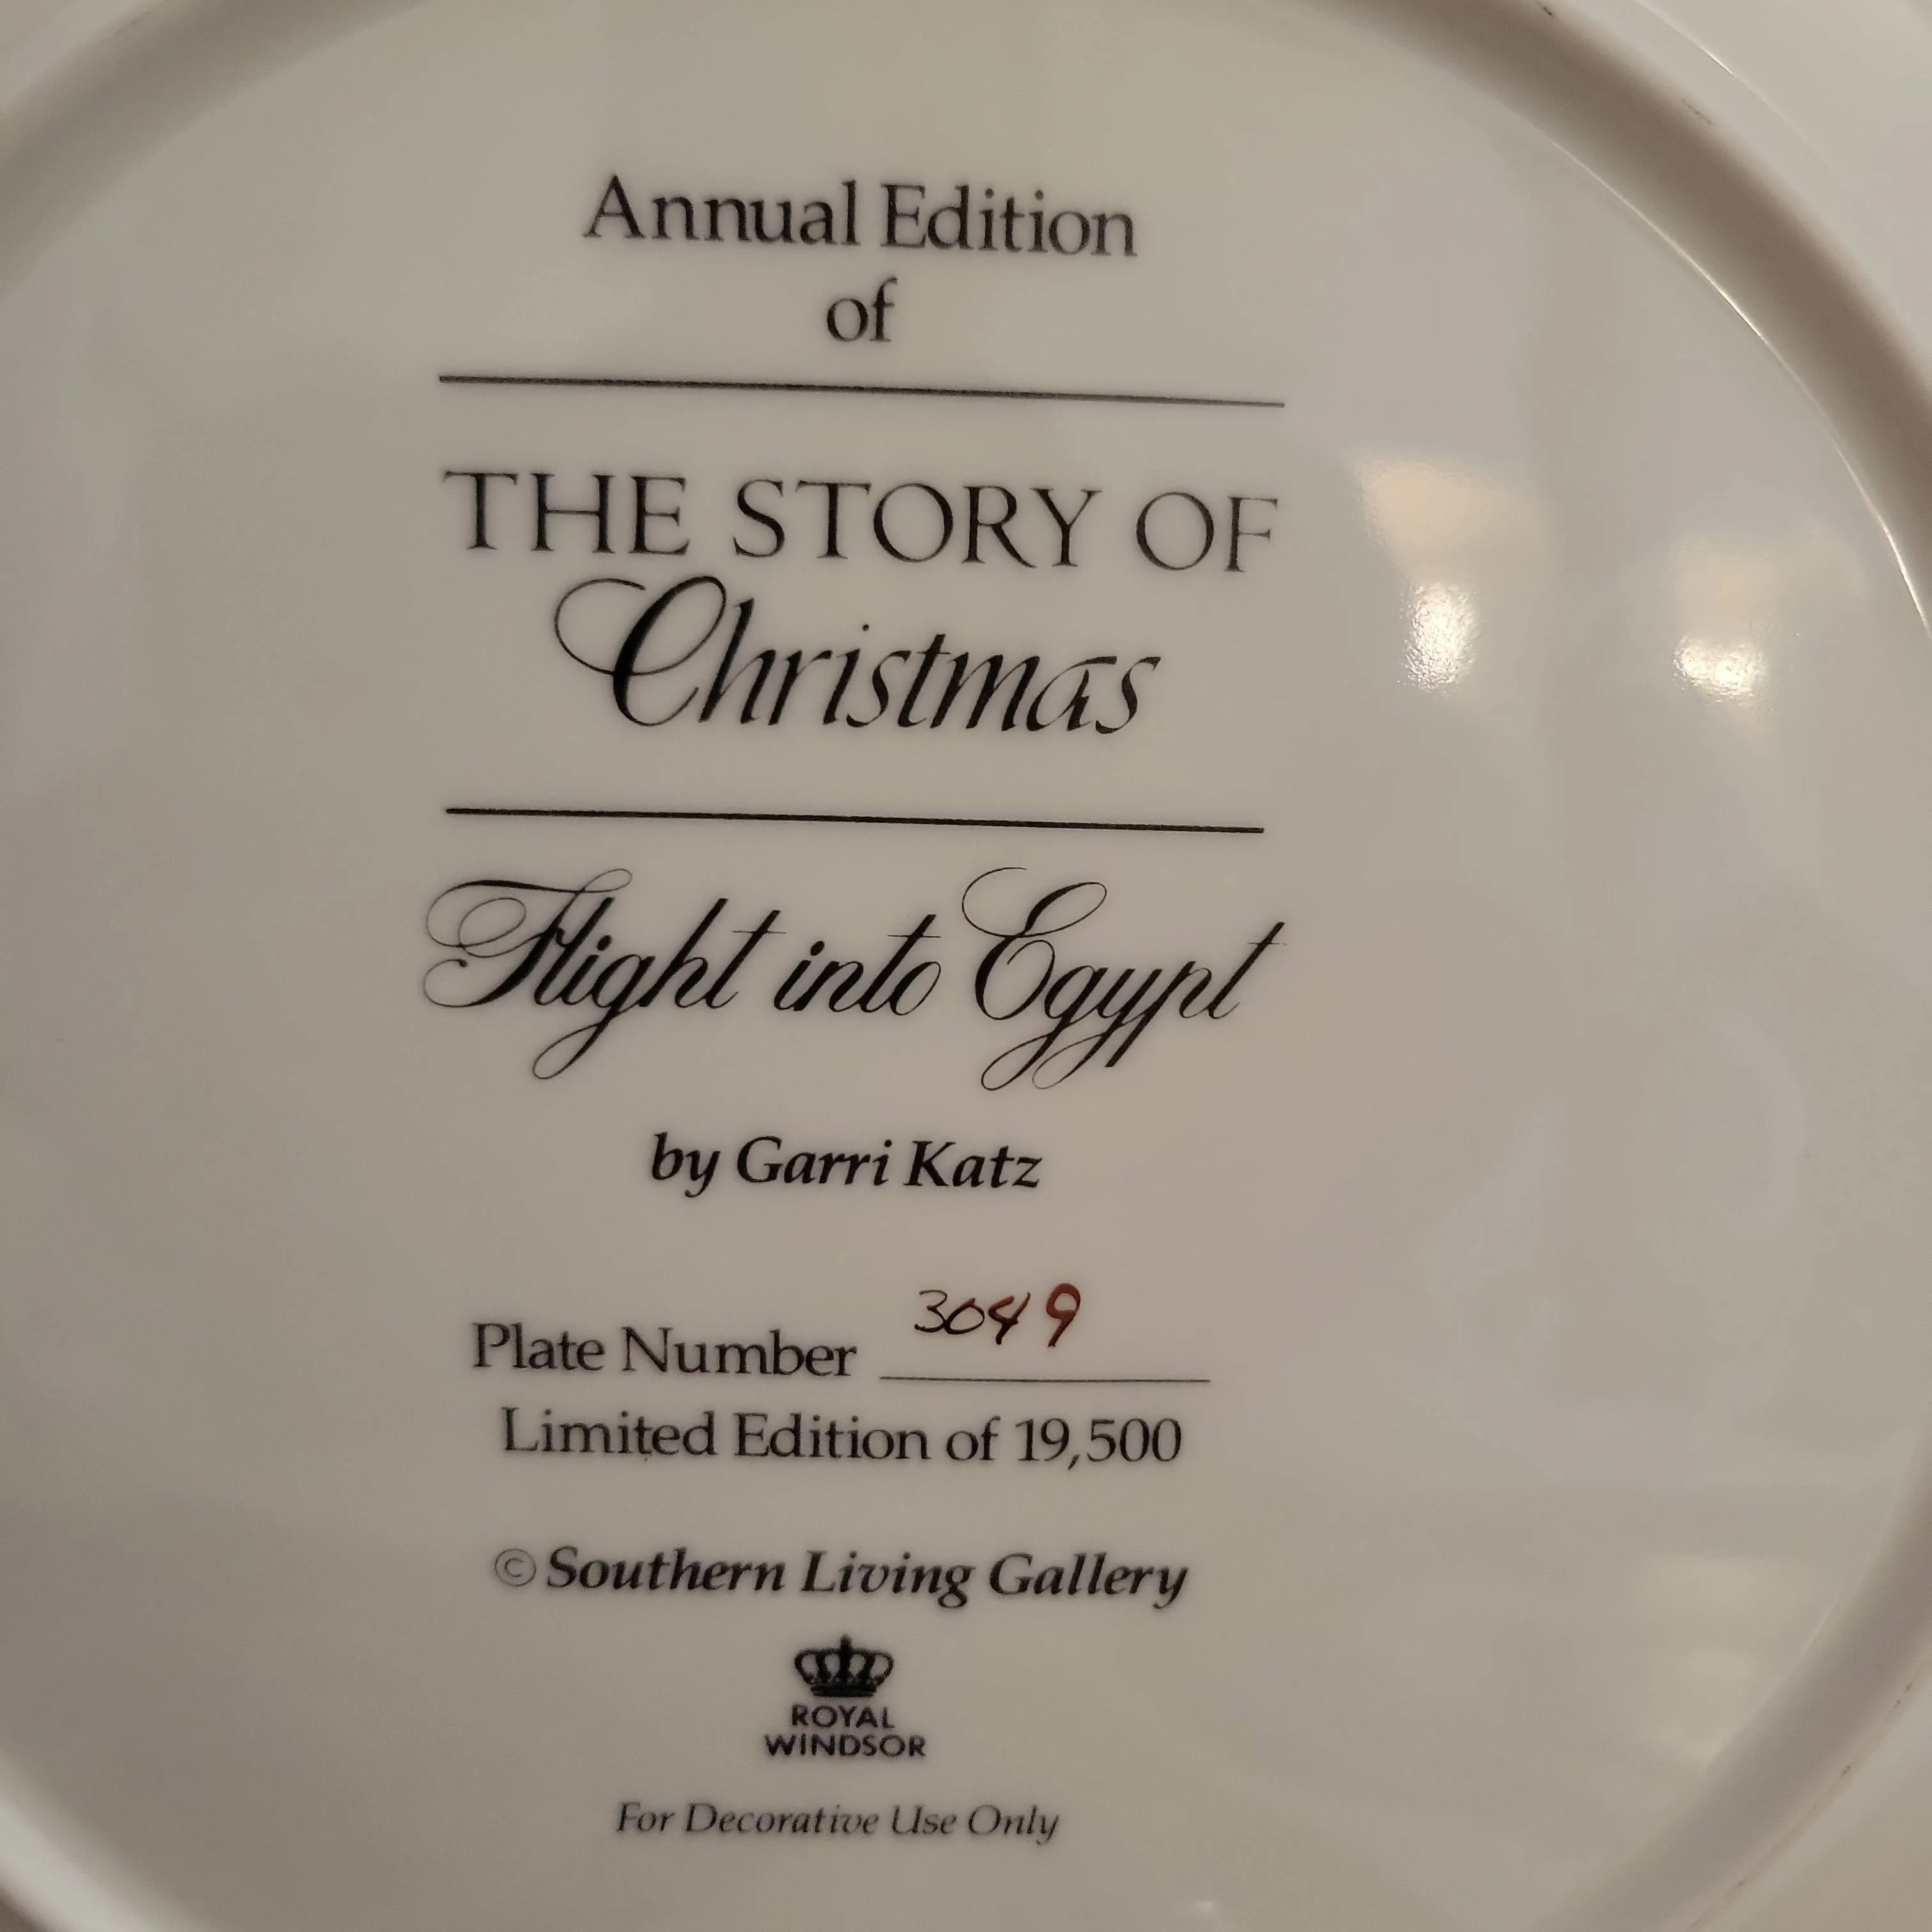 Annual Edition
of
THE STORY OF
Christmas
Flight into Egypt
by Garri Katz
Plate Number 3049
Limited Edition of 19,500
© Southern Living Gallery
ROYAL
WINDSOR
For Decorative Use Only